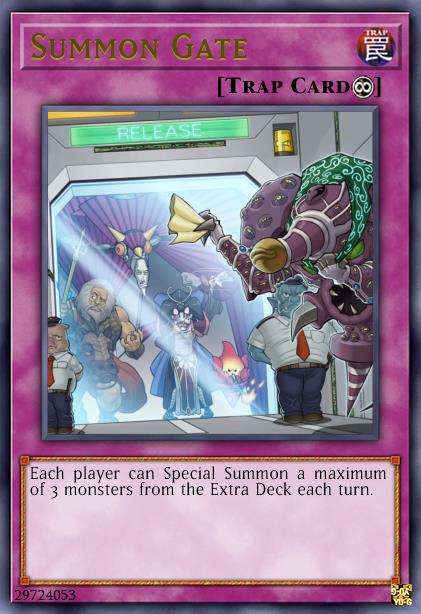 Summon Gate
TRAP
罠
[Trap Card]
RELEASE
Each player can Special Summon a maximum
of 3 monsters from the Extra Deck each turn.
29724053